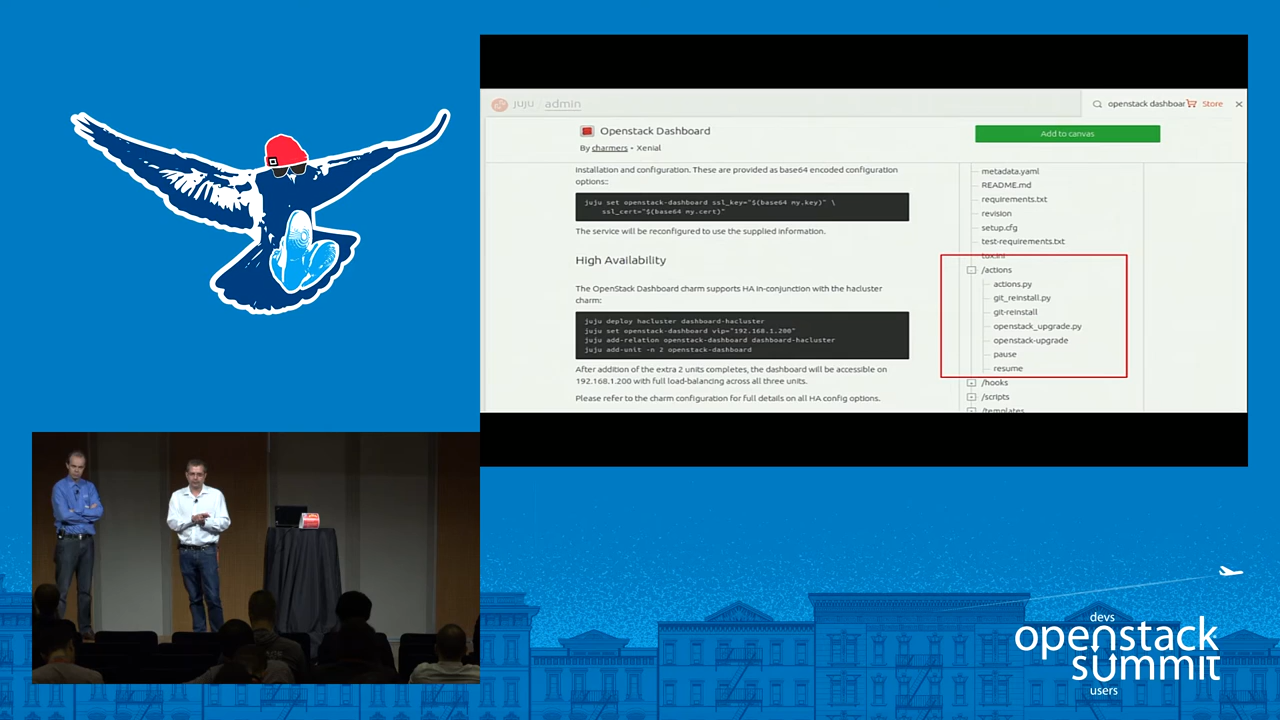 juju admin
openstack dashboar Store ×
Openstack Dashboard
Add to canvas
By charmers • Xenial
Installation and configuration. These are provided as base64 encoded configuration
options::
juju set openstack-dashboard ssl_key="$(base64 my.key)" \
ssl_cert="$(base64 my.cert)"
The service will be reconfigured to use the supplied information.
High Availability
The OpenStack Dashboard charm supports HA in-conjunction with the hacluster
charm:
juju deploy hacluster dashboard-hacluster
juju set openstack-dashboard vip="192.168.1.200"
juju add-relation openstack-dashboard dashboard-hacluster
juju add-unit -n 2 openstack-dashboard
After addition of the extra 2 units completes, the dashboard will be accessible on
192.168.1.200 with full load-balancing across all three units.
Please refer to the charm configuration for full details on all HA config options.
metadata.yaml
README.md
requirements.txt
revision
setup.cfg
test-requirements.txt
tox.ini
/actions
actions.py
git_reinstall.py
git-reinstall
openstack_upgrade.py
openstack-upgrade
pause
resume
/hooks
/scripts
/templates
devs
openstack
summit
users